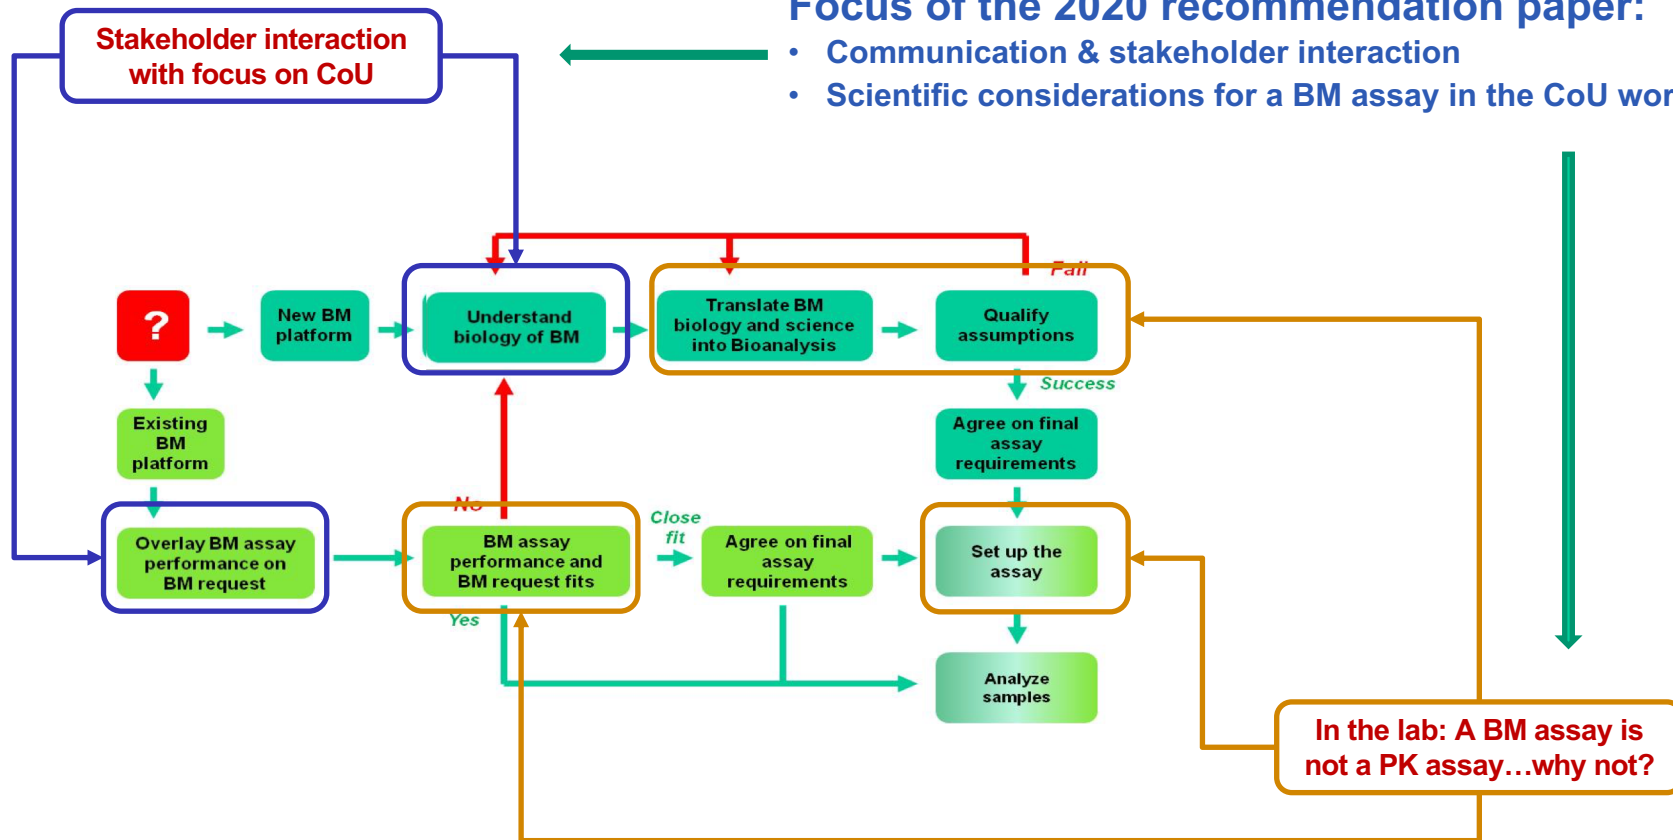 Focus of the 2020 recommendation paper:
• Communication & stakeholder interaction
• Scientific considerations for a BM assay in the CoU
Stakeholder interaction
with focus on CoU
Fail
?
New BM
platform
Understand
biology of BM
Translate BM
biology and science
into Bioanalysis
Qualify
assumptions
Success
Existing
BM
platform
Agree on final
assay
requirements
No
Close
fit
Overlay BM assay
performance on
BM request
BM assay
performance and
BM request fits
Agree on final
assay
requirements
Set up the
assay
Yes
Analyze
samples
In the lab: A BM assay is
not a PK assay…why not?